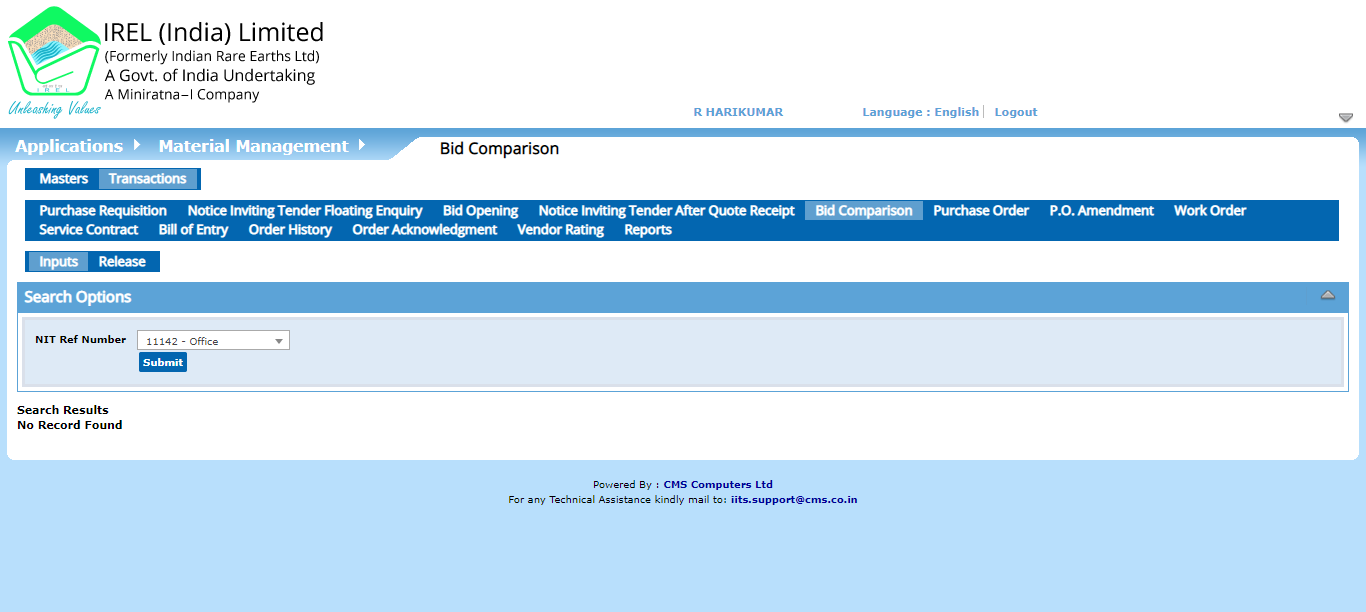 IREL (India) Limited
(Formerly Indian Rare Earths Ltd)
A Govt. of India Undertaking
A Miniratna-I Company
IREL
Unleashing Values
R HARIKUMAR Language : English Logout
Applications Material Management Bid Comparison
Masters Transactions
Purchase Requisition Notice Inviting Tender Floating Enquiry Bid Opening Notice Inviting Tender After Quote Receipt Bid Comparison Purchase Order P.O. Amendment Work Order
Service Contract Bill of Entry Order History Order Acknowledgment Vendor Rating Reports
Inputs Release
Search Options
NIT Ref Number 11142 - Office
Submit
Search Results
No Record Found
Powered By : CMS Computers Ltd
For any Technical Assistance kindly mail to: iits.support@cms.co.in